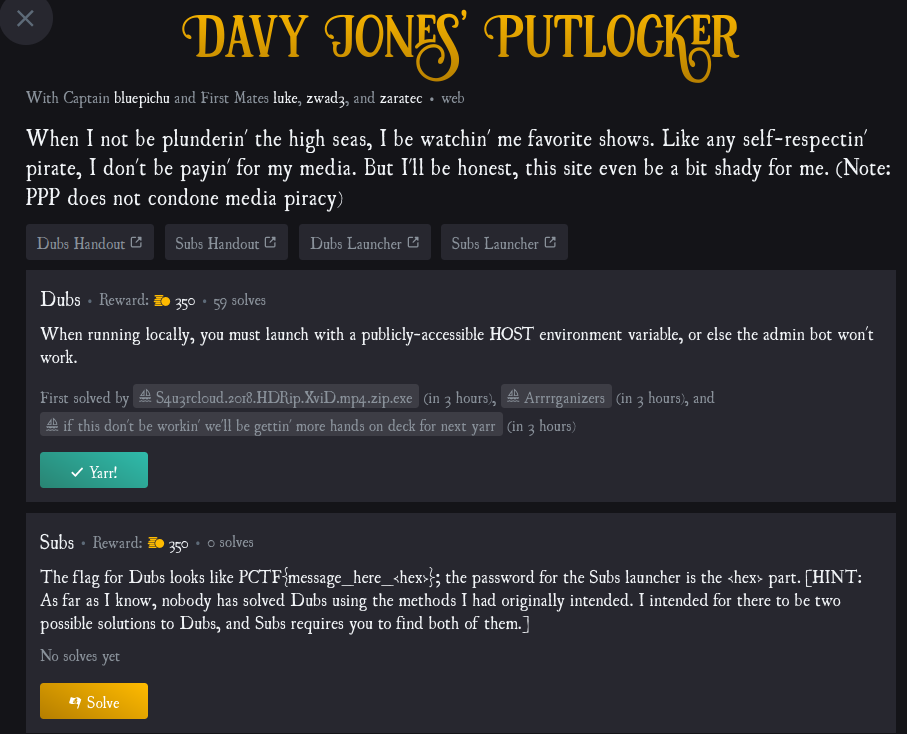 DAVY JONES' PUTLOCKER
With Captain bluepichu and First Mates luke, zwad3, and zaratec • web
When I not be plunderin' the high seas, I be watchin' me favorite shows. Like any self-respectin'
pirate, I don't be payin' for my media. But I'll be honest, this site even be a bit shady for me. (Note:
PPP does not condone media piracy)
Dubs Handout
Subs Handout
Dubs Launcher
Subs Launcher
Dubs • Reward: 350 • 59 solves
When running locally, you must launch with a publicly-accessible HOST environment variable, or else the admin bot won't
work.
First solved by S4u3rcloud.2018.HDRip.XviD.mp4.zip.exe (in 3 hours), Arrrrganizers (in 3 hours), and
if this don't be workin' we'll be gettin' more hands on deck for next yarr (in 3 hours)
Yarr!
Subs • Reward: 350 • 0 solves
The flag for Dubs looks like PCTF{message_here_<hex>}; the password for the Subs launcher is the <hex> part. [HINT:
As far as I know, nobody has solved Dubs using the methods I had originally intended. I intended for there to be two
possible solutions to Dubs, and Subs requires you to find both of them.]
No solves yet
Solve